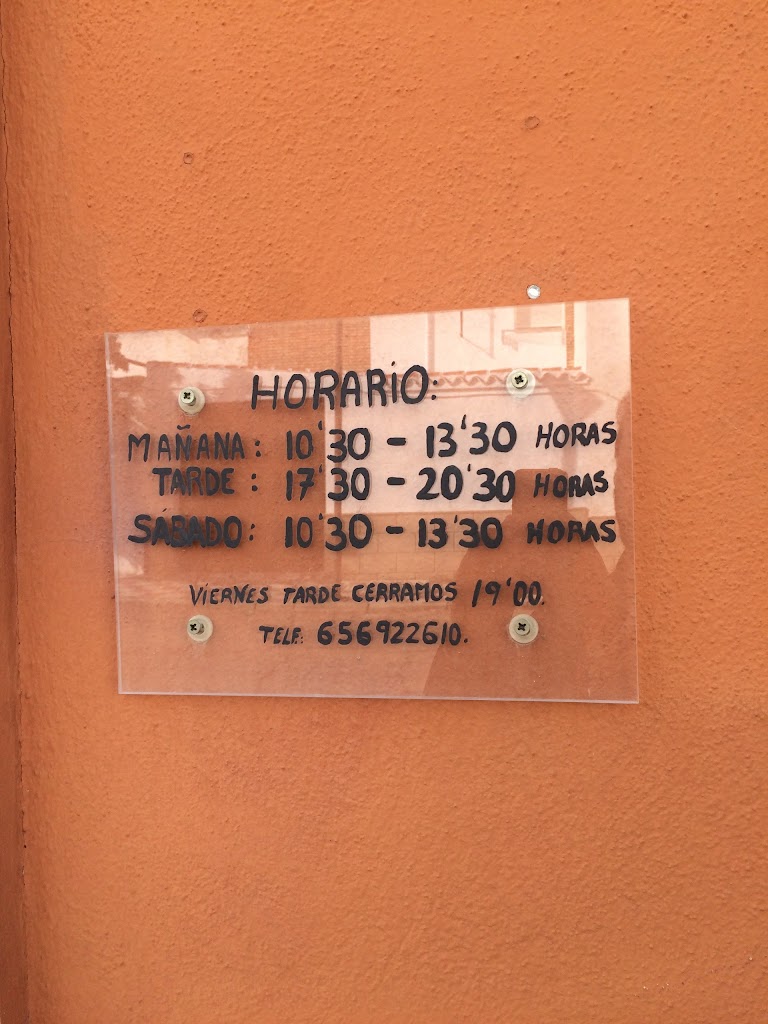 HORARIO:
MAÑANA: 10'30 - 13'30 HORAS
TARDE: 17'30 - 20'30 HORAS
SÁBADO: 10'30 - 13'30 HORAS
VIERNES TARDE CERRAMOS 19'00.
TELF: 656922610.